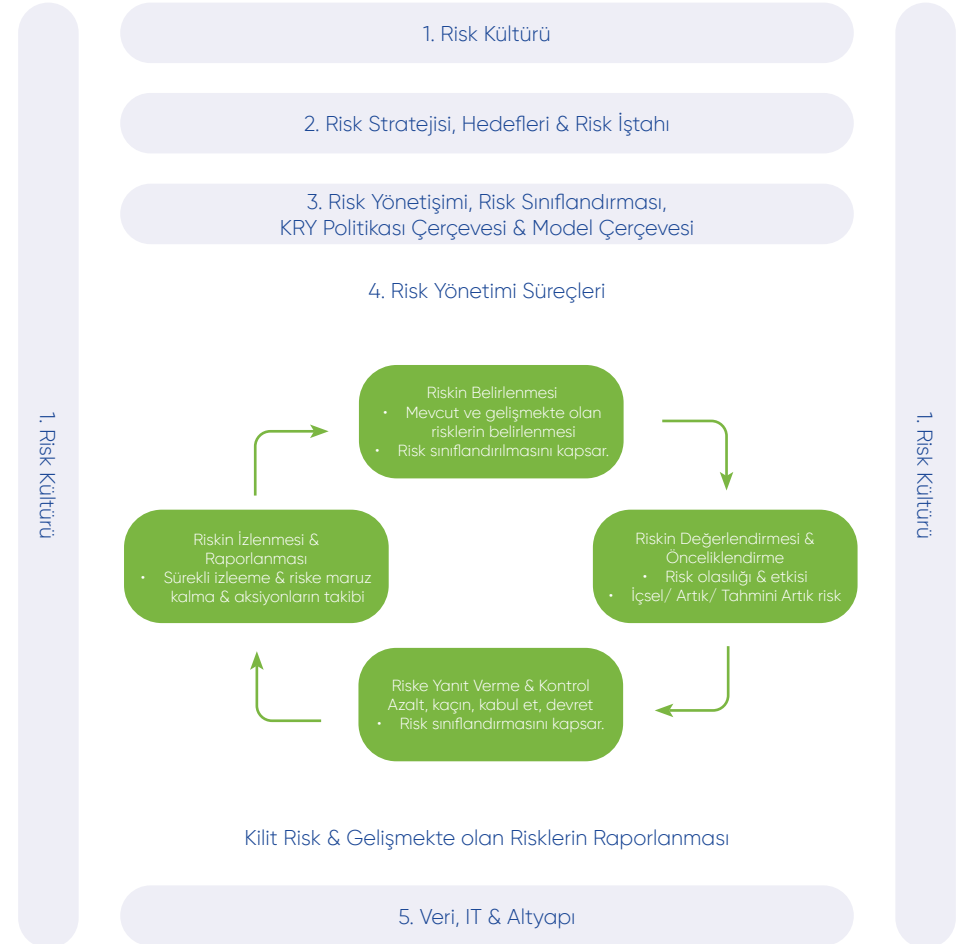 1. Risk Kültürü
2. Risk Stratejisi, Hedefleri & Risk İştahı
3. Risk Yönetişimi, Risk Sınıflandırması,
KRY Politikası Çerçevesi & Model Çerçevesi
4. Risk Yönetimi Süreçleri
1. Risk Kültürü
1. Risk Kültürü
Riskin Belirlenmesi
• Mevcut ve gelişmekte olan
risklerin belirlenmesi
• Risk sınıflandırılmasını kapsar.
Riskin İzlenmesi &
Raporlanması
• Sürekli izleeme & riske maruz
kalma & aksiyonların takibi
Riskin Değerlendirmesi &
Önceliklendirme
• Risk olasılığı & etkisi
• İçsel/ Artık/ Tahmini Artık risk
Riske Yanıt Verme & Kontrol
Azalt, kaçın, kabul et, devret
• Risk sınıflandırmasını kapsar.
Kilit Risk & Gelişmekte olan Risklerin Raporlanması
5. Veri, IT & Altyapı